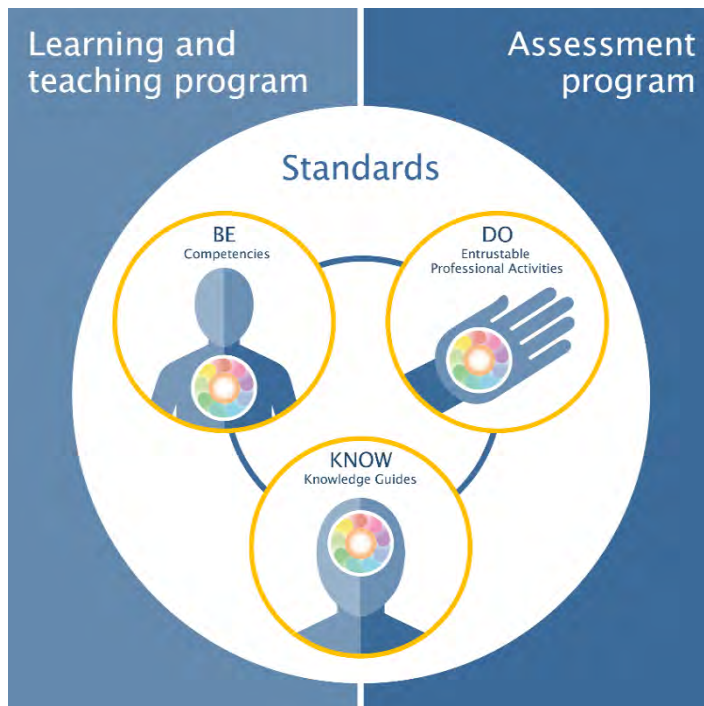 Learning and
teaching program
Assessment
program
Standards
BE
Competencies
DO
Entrustable
Professional Activities
KNOW
Knowledge Guides